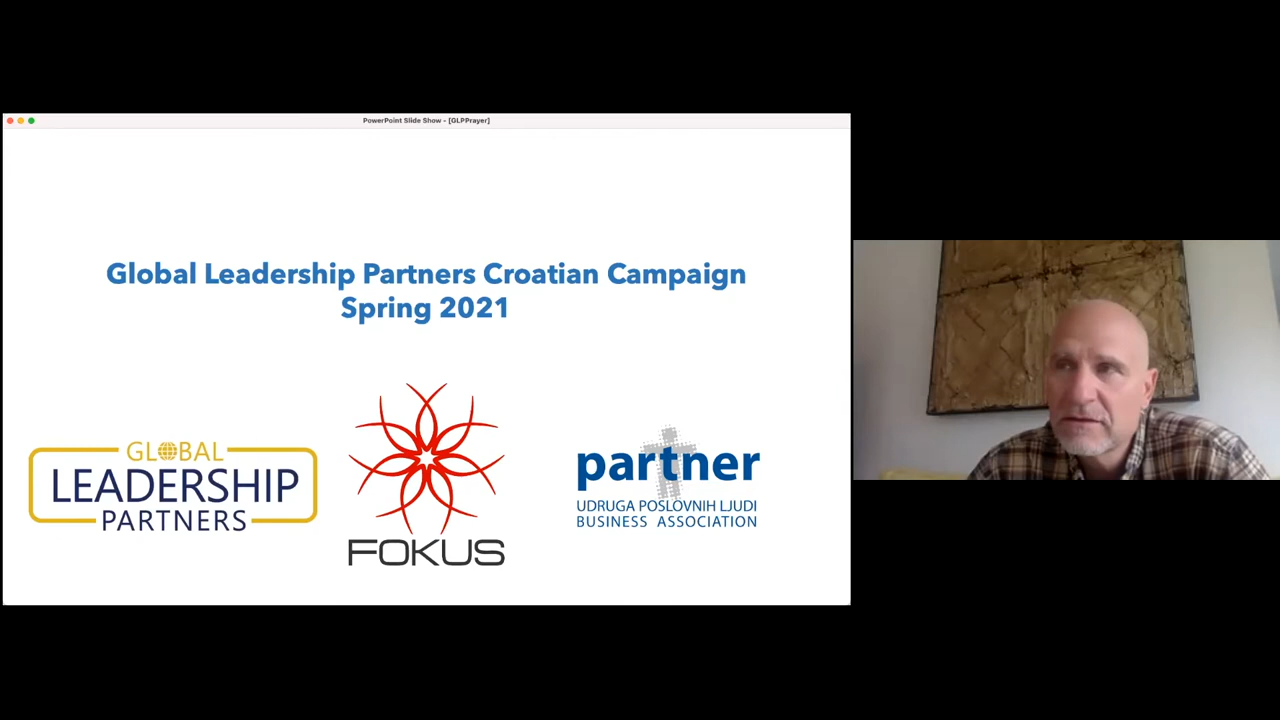 PowerPoint Slide Show - [GLPPrayer]
Global Leadership Partners Croatian Campaign
Spring 2021
GLOBAL
LEADERSHIP
PARTNERS
FOKUS
partner
UDRUGA POSLOVNIH LJUDI
BUSINESS ASSOCIATION